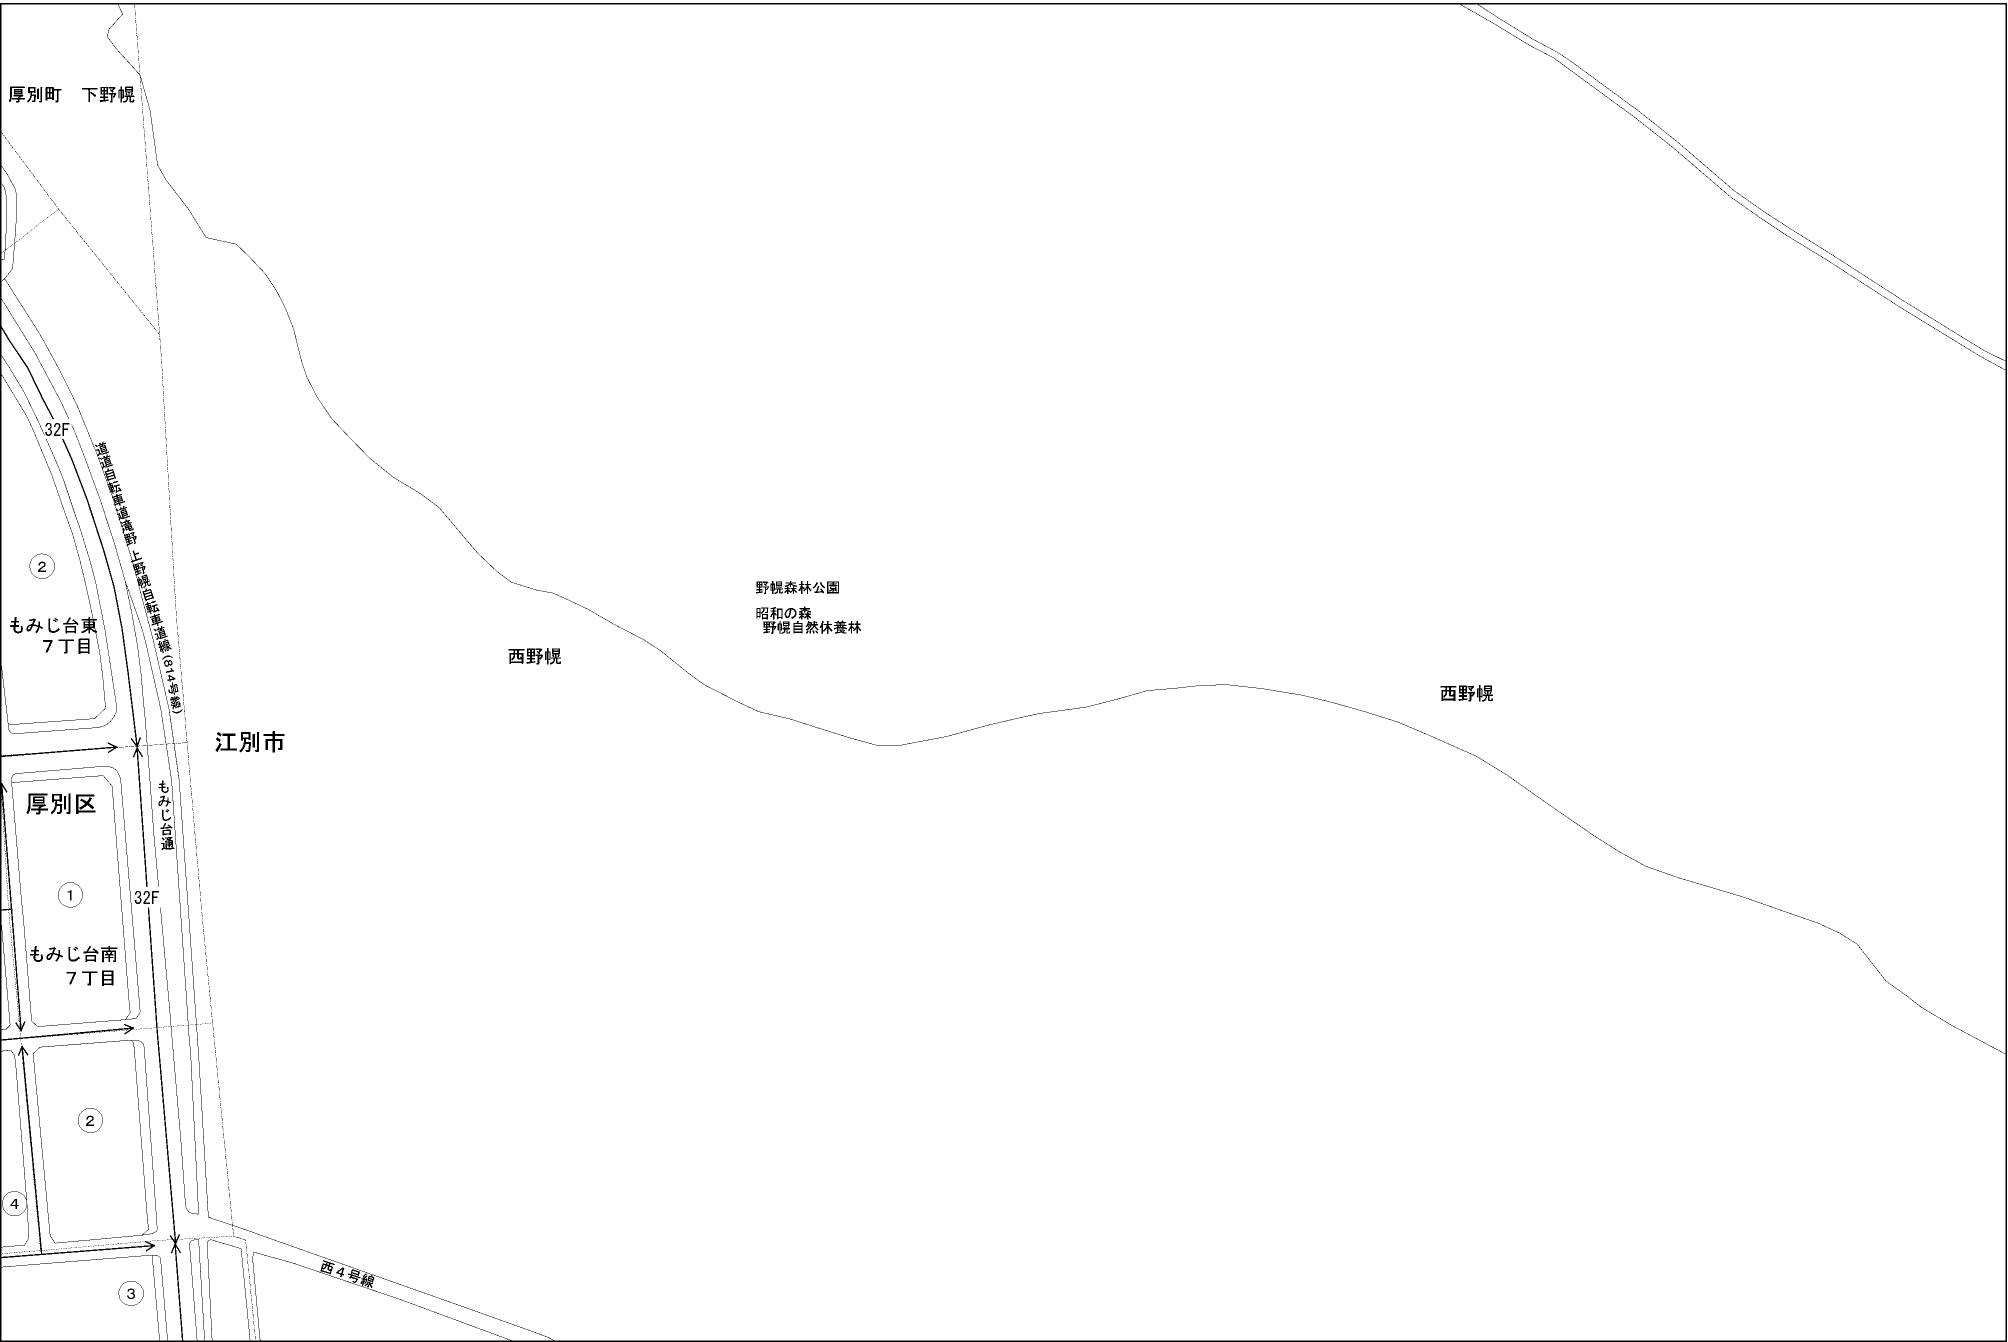 厚別町　下野幌
32F
道道自転車道滝野 上野幌自転車道線(814号線)
2
もみじ台東
７丁目
野幌森林公園
昭和の森
野幌自然休養林
西野幌
西野幌
江別市
もみじ台通
厚別区
1
32F
もみじ台南
７丁目
2
4
西４号線
3